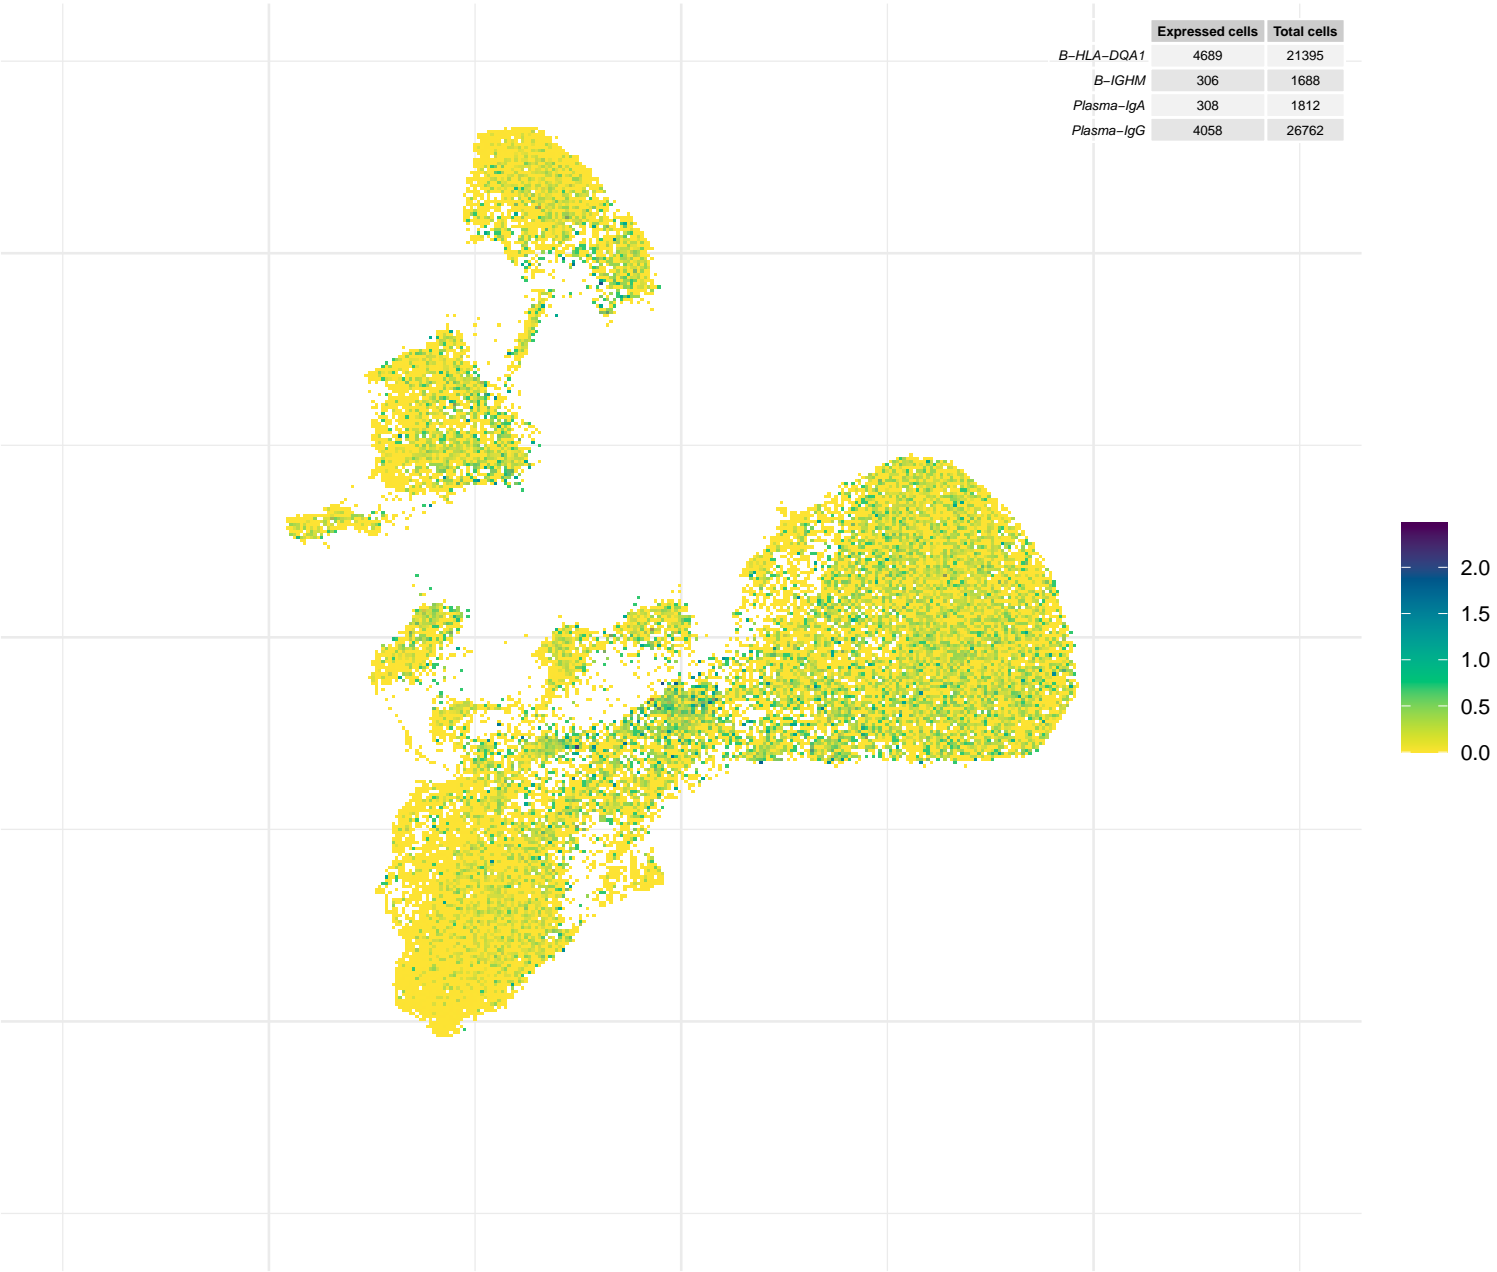 Expressed cells Total cells
B−HLA−DQA1 4689 21395
B−IGHM 306 1688
Plasma−IgA 308 1812
Plasma−IgG 4058 26762
2.0
1.5
1.0
0.5
0.0